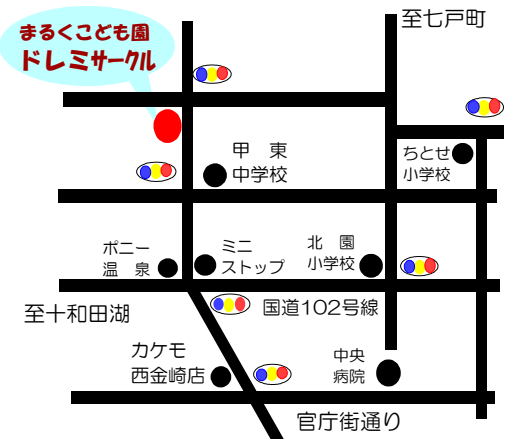 至七戸町
まるくこども園
ドレミサークル
甲　東
中学校
ちとせ
小学校
ポニー
温　泉
ミニ
ストップ
北　園
小学校
至十和田湖
国道102号線
カケモ
西金崎店
中央
病院
官庁街通り